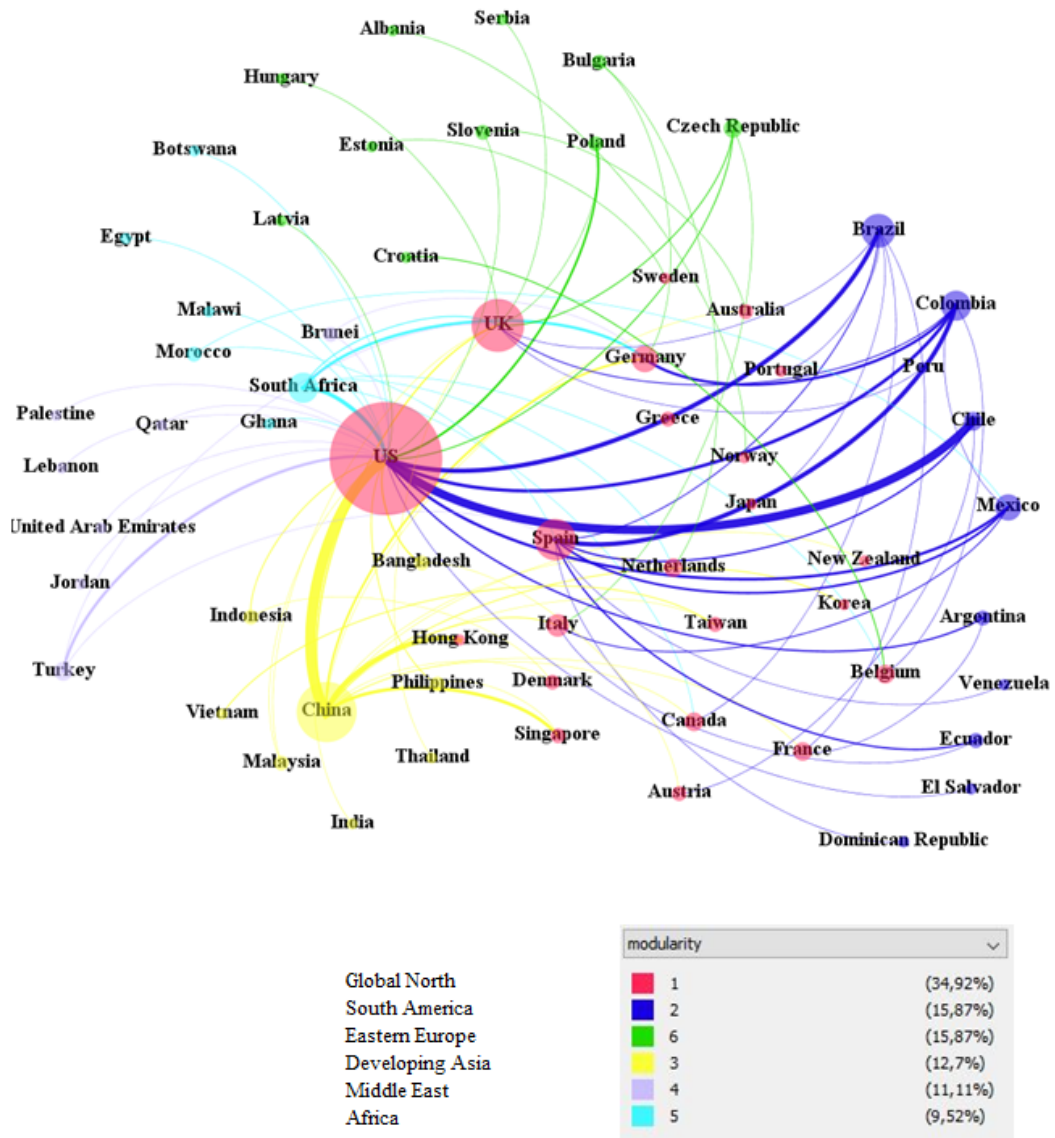 Serbia
Albania
Bulgaria
Hungary
Czech Republic
Slovenia
Poland
Estonia
Botswana
Latvia
Brazil
Egypt
Croatia
Sweden
Colombia
Malawi
Australia
Brunei
UK
Morocco
Germany
Portugal
Peru
South Africa
Palestine
Qatar
Ghana
Greece
Chile
US
Norway
Lebanon
Japan
Mexico
United Arab Emirates
Spain
Bangladesh
Netherlands
New Zealand
Jordan
Korea
Indonesia
Italy
Taiwan
Argentina
Hong Kong
Turkey
Philippines
Denmark
Belgium
Venezuela
Vietnam
China
Canada
Singapore
Ecuador
Malaysia
Thailand
France
El Salvador
Austria
India
Dominican Republic
modularity
Global North 1 (34,92%)
South America 2 (15,87%)
Eastern Europe 6 (15,87%)
Developing Asia 3 (12,7%)
Middle East 4 (11,11%)
Africa 5 (9,52%)